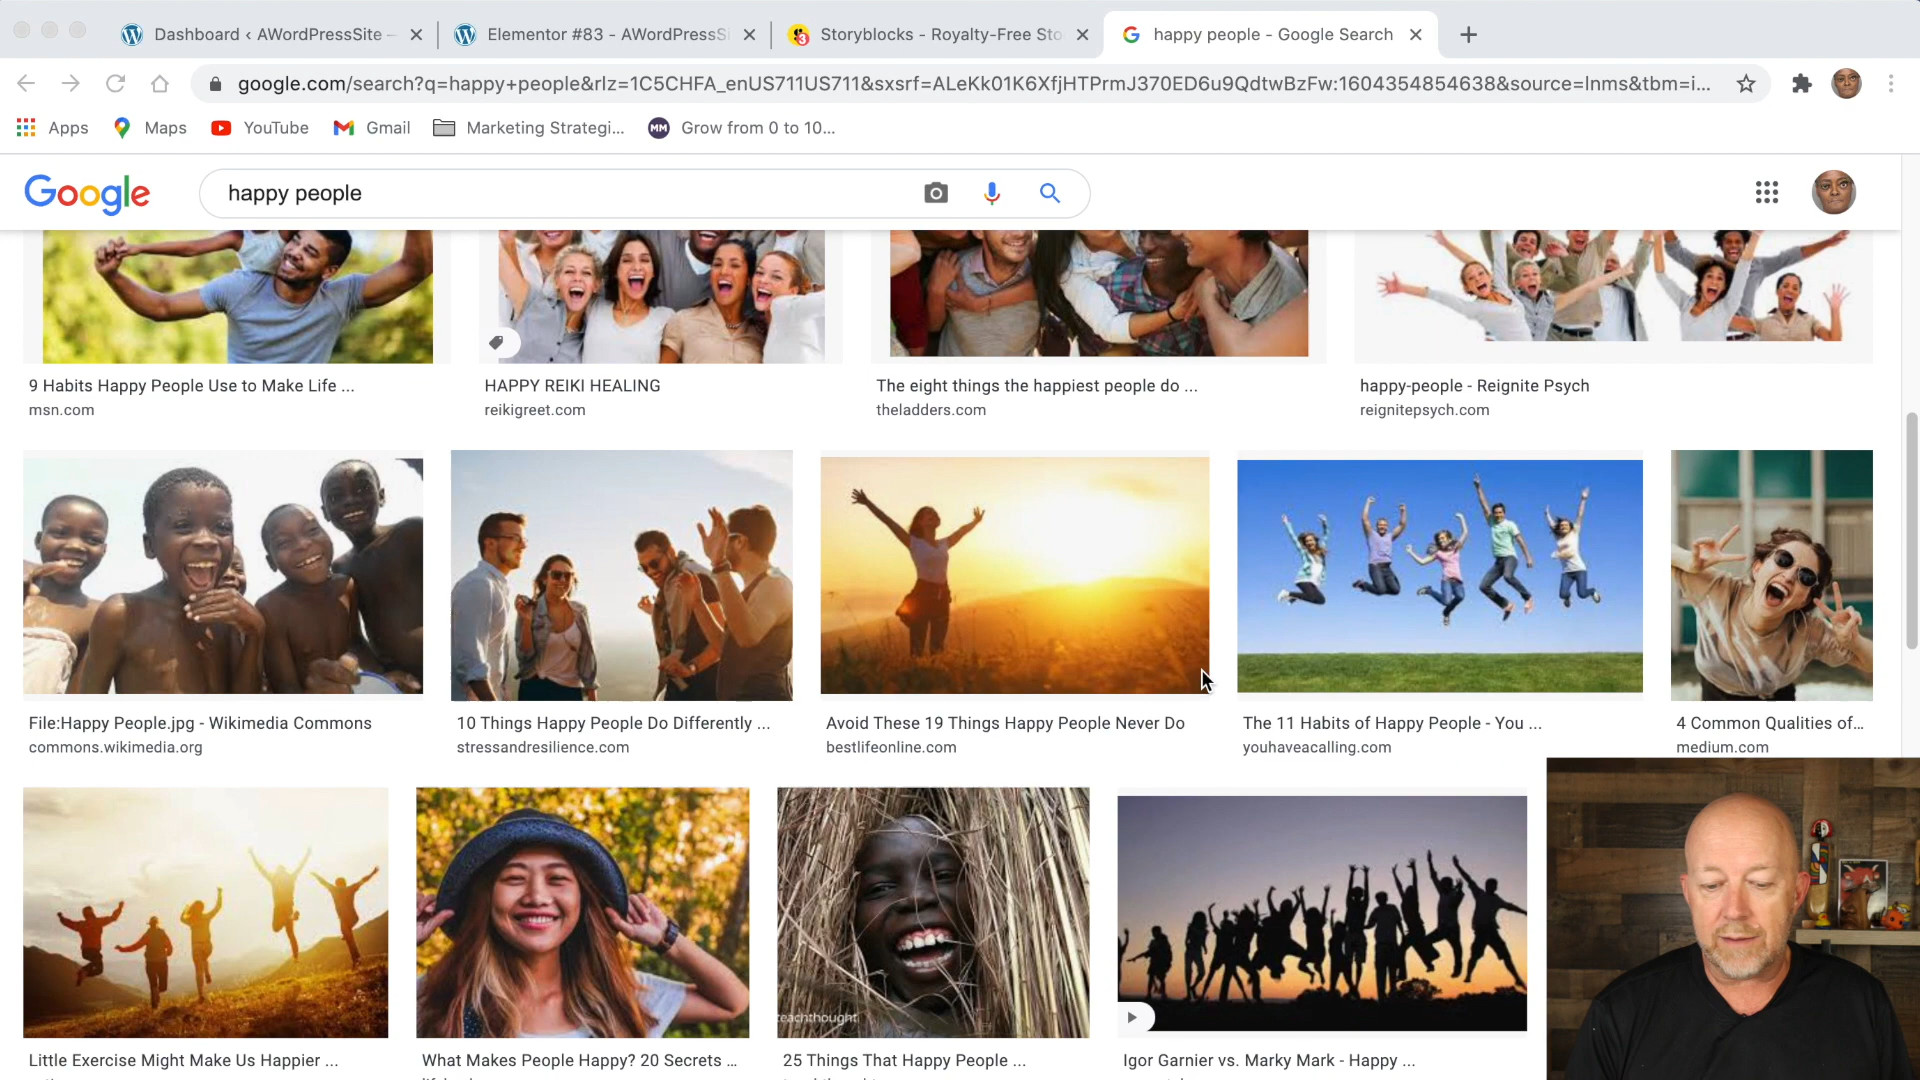 Dashboard ‹ AWordPressSite –
Elementor #83 - AWordPressSi
Storyblocks - Royalty-Free Sto
happy people - Google Search
google.com/search?q=happy+people&rlz=1C5CHFA_enUS711US711&sxsrf=ALeKk01K6XfjHTPrmJ370ED6u9QdtwBzFw:1604354854638&source=lnms&tbm=i...
Apps
Maps
YouTube
Gmail
Marketing Strategi...
MM
Grow from 0 to 10...
Google
happy people
9 Habits Happy People Use to Make Life ...
msn.com
HAPPY REIKI HEALING
reikigreet.com
The eight things the happiest people do ...
theladders.com
happy-people - Reignite Psych
reignitepsych.com
File:Happy People.jpg - Wikimedia Commons
commons.wikimedia.org
10 Things Happy People Do Differently ...
stressandresilience.com
Avoid These 19 Things Happy People Never Do
bestlifeonline.com
The 11 Habits of Happy People - You ...
youhaveacalling.com
4 Common Qualities of...
medium.com
teachthought
Little Exercise Might Make Us Happier ...
What Makes People Happy? 20 Secrets ...
25 Things That Happy People ...
Igor Garnier vs. Marky Mark - Happy ...